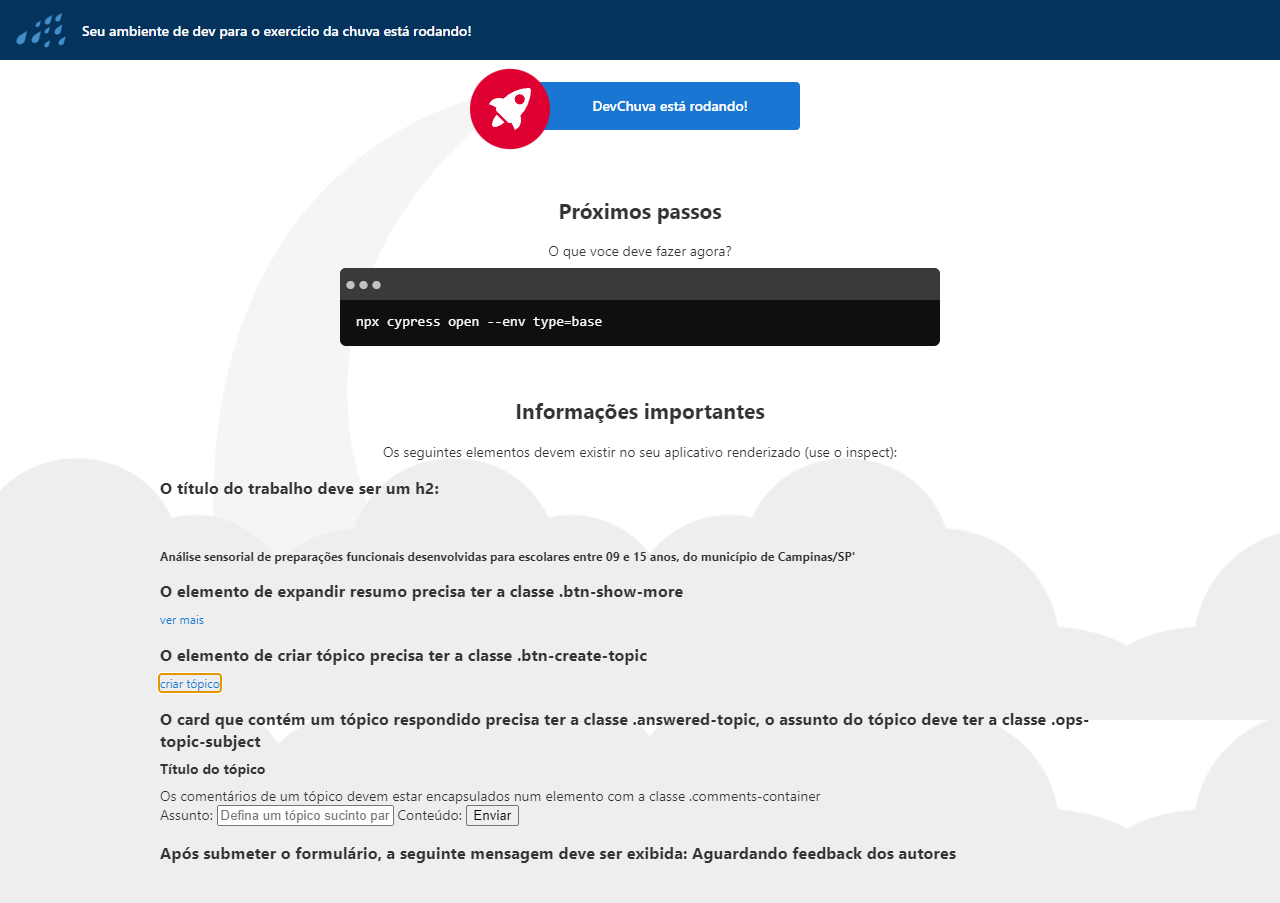 Seu ambiente de dev para o exercício da chuva está rodando!
DevChuva está rodando!
Próximos passos
O que voce deve fazer agora?
npx cypress open --env type=base
Informações importantes
Os seguintes elementos devem existir no seu aplicativo renderizado (use o inspect):
O título do trabalho deve ser um h2:
Análise sensorial de preparações funcionais desenvolvidas para escolares entre 09 e 15 anos, do município de Campinas/SP'
O elemento de expandir resumo precisa ter a classe .btn-show-more
ver mais
O elemento de criar tópico precisa ter a classe .btn-create-topic
criar tópico
O card que contém um tópico respondido precisa ter a classe .answered-topic, o assunto do tópico deve ter a classe .ops-
topic-subject
Título do tópico
Os comentários de um tópico devem estar encapsulados num elemento com a classe .comments-container
Assunto: Defina um tópico sucinto par Conteúdo: Enviar
Após submeter o formulário, a seguinte mensagem deve ser exibida: Aguardando feedback dos autores